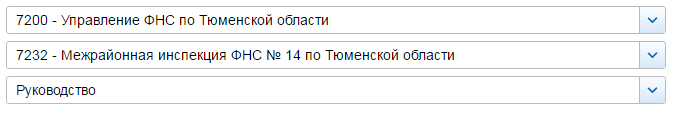 7200 - Управление ФНС по Тюменской области
7232 - Межрайонная инспекция ФНС № 14 по Тюменской области
Руководство